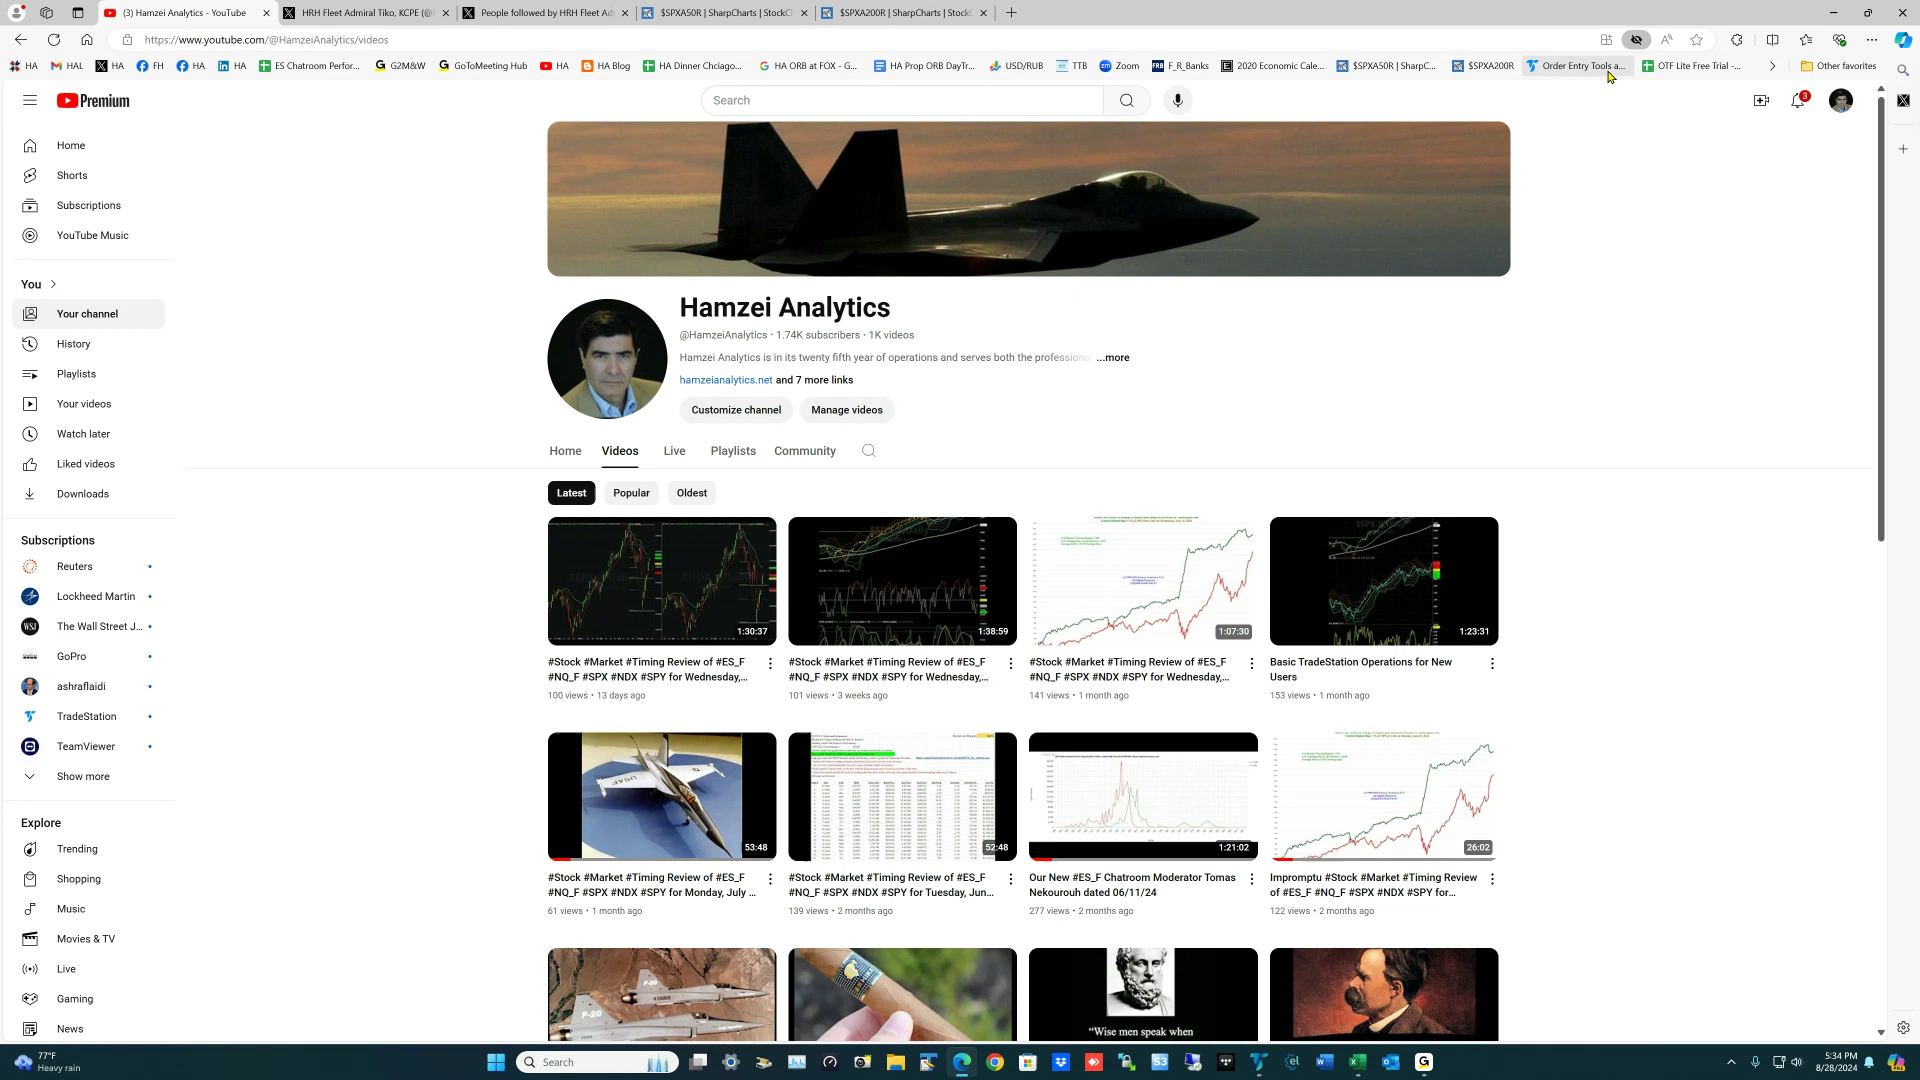 (3) Hamzei Analytics - YouTube
HRH Fleet Admiral Tiko, KCPE (@
People followed by HRH Fleet Ad
$SPXA50R | SharpCharts | StockC
$SPXA200R | SharpCharts | Stock
https://www.youtube.com/@HamzeiAnalytics/videos
HA
HAL
HA
FH
HA
HA
ES Chatroom Perfor...
G2M&W
GoToMeeting Hub
HA
HA Blog
HA Dinner Chciago...
HA ORB at FOX - G...
HA Prop ORB DayTr...
USD/RUB
TTB
Zoom
F_R_Banks
2020 Economic Cale...
$SPXA50R | SharpC...
$SPXA200R
Order Entry Tools a...
OTF Lite Free Trial -...
Other favorites
Premium
Search
3
Home
Shorts
Subscriptions
YouTube Music
You
Your channel
History
Playlists
Your videos
Watch later
Liked videos
Downloads
Subscriptions
Reuters
Lockheed Martin
The Wall Street J...
GoPro
ashraflaidi
TradeStation
TeamViewer
Show more
Explore
Trending
Shopping
Music
Movies & TV
Live
Gaming
News
Hamzei Analytics
@HamzeiAnalytics • 1.74K subscribers • 1K videos
Hamzei Analytics is in its twenty fifth year of operations and serves both the professiona ...more
hamzeianalytics.net and 7 more links
Customize channel
Manage videos
Home
Videos
Live
Playlists
Community
Latest
Popular
Oldest
1:30:37
#Stock #Market #Timing Review of #ES_F
#NQ_F #SPX #NDX #SPY for Wednesday,...
100 views • 13 days ago
1:38:59
#Stock #Market #Timing Review of #ES_F
#NQ_F #SPX #NDX #SPY for Wednesday,...
101 views • 3 weeks ago
1:07:30
#Stock #Market #Timing Review of #ES_F
#NQ_F #SPX #NDX #SPY for Wednesday,...
141 views • 1 month ago
1:23:31
Basic TradeStation Operations for New
Users
153 views • 1 month ago
USAF
53:48
#Stock #Market #Timing Review of #ES_F
#NQ_F #SPX #NDX #SPY for Monday, July ...
61 views • 1 month ago
52:48
#Stock #Market #Timing Review of #ES_F
#NQ_F #SPX #NDX #SPY for Tuesday, Jun...
139 views • 2 months ago
1:21:02
Our New #ES_F Chatroom Moderator Tomas
Nekourouh dated 06/11/24
277 views • 2 months ago
26:02
Impromptu #Stock #Market #Timing Review
of #ES_F #NQ_F #SPX #NDX #SPY for...
122 views • 2 months ago
F-20
F-20
"Wise men speak when
77°F
Heavy rain
Search
5:34 PM
8/28/2024